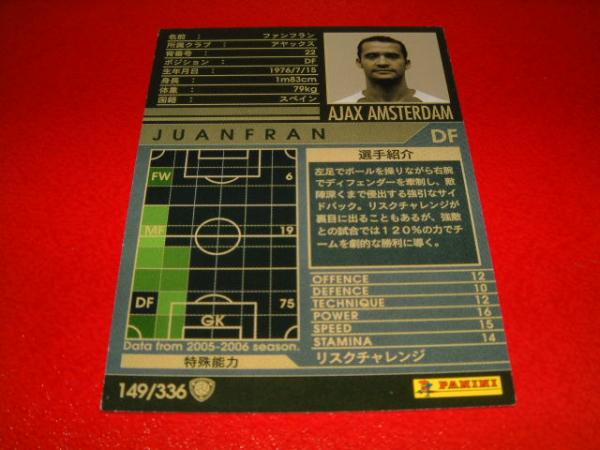 名前 : ファンフラン
所属クラブ : アヤックス
背番号 : 22
ポジション : DF
生年月日 : 1976/7/15
身長 : 1m83cm
体重 : 79kg
国籍 : スペイン
AJAX AMSTERDAM
JUANFRAN DF
FW 6
MF 19
DF 75
GK
Data from 2005-2006 season.
選手紹介
左足でボールを操りながら右腕
でディフェンダーを牽制し、敵
陣深くまで侵出する強引なサイ
ドバック。リスクチャレンジが
裏目に出ることもあるが、強敵
との試合では120%の力でチ
ームを劇的な勝利に導く。
OFFENCE 12
DEFENCE 10
TECHNIQUE 12
POWER 16
SPEED 15
STAMINA 14
特殊能力 リスクチャレンジ
149/336
PANINI